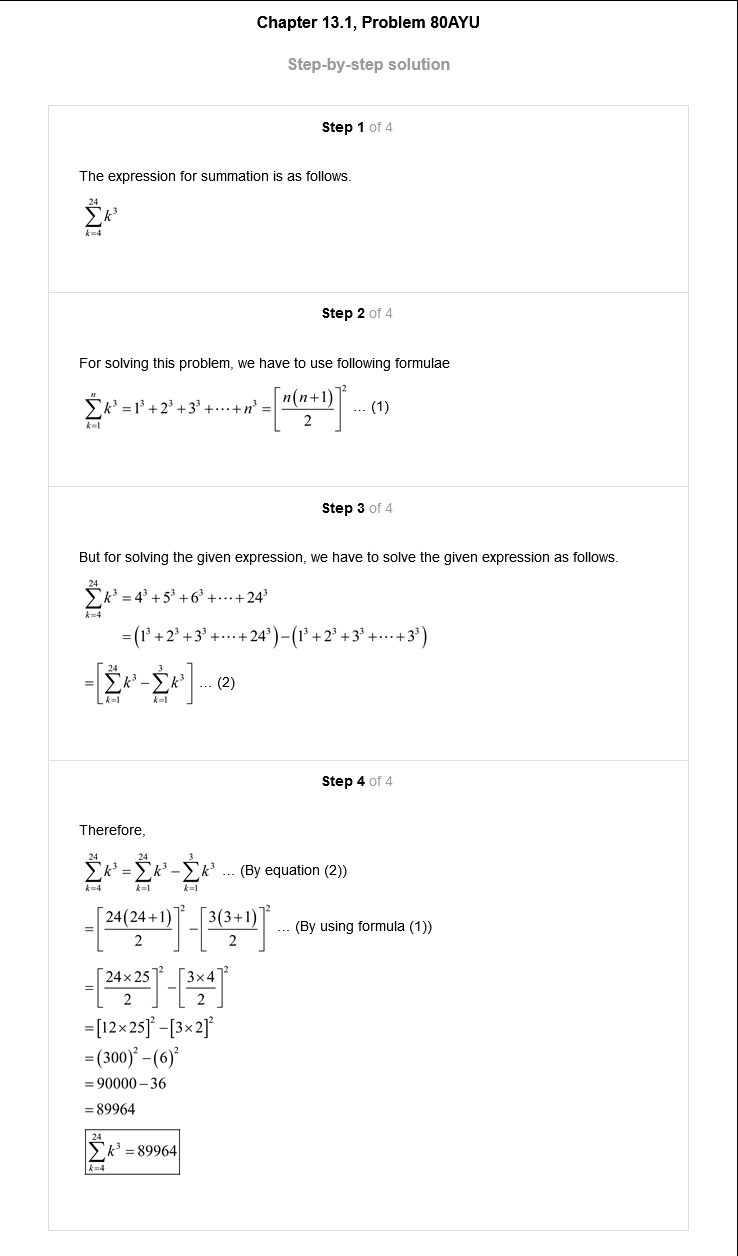 Chapter 13.1, Problem 80AYU
Step-by-step solution
Step 1 of 4
The expression for summation is as follows.
$\sum_{k=4}^{24} k^3$
Step 2 of 4
For solving this problem, we have to use following formulae
$\sum_{k=1}^{n} k^3 = 1^3 + 2^3 + 3^3 + \cdots + n^3 = \left[\frac{n(n+1)}{2}\right]^2$ ... (1)
Step 3 of 4
But for solving the given expression, we have to solve the given expression as follows.
$\sum_{k=4}^{24} k^3 = 4^3 + 5^3 + 6^3 + \cdots + 24^3$
$= (1^3 + 2^3 + 3^3 + \cdots + 24^3) - (1^3 + 2^3 + 3^3 + \cdots + 3^3)$
$= \left[\sum_{k=1}^{24} k^3 - \sum_{k=1}^{3} k^3\right]$ ... (2)
Step 4 of 4
Therefore,
$\sum_{k=4}^{24} k^3 = \sum_{k=1}^{24} k^3 - \sum_{k=1}^{3} k^3$ ... (By equation (2))
$= \left[\frac{24(24+1)}{2}\right]^2 - \left[\frac{3(3+1)}{2}\right]^2$ ... (By using formula (1))
$= \left[\frac{24 \times 25}{2}\right]^2 - \left[\frac{3 \times 4}{2}\right]^2$
$= [12 \times 25]^2 - [3 \times 2]^2$
$= (300)^2 - (6)^2$
$= 90000 - 36$
$= 89964$
$\sum_{k=4}^{24} k^3 = 89964$